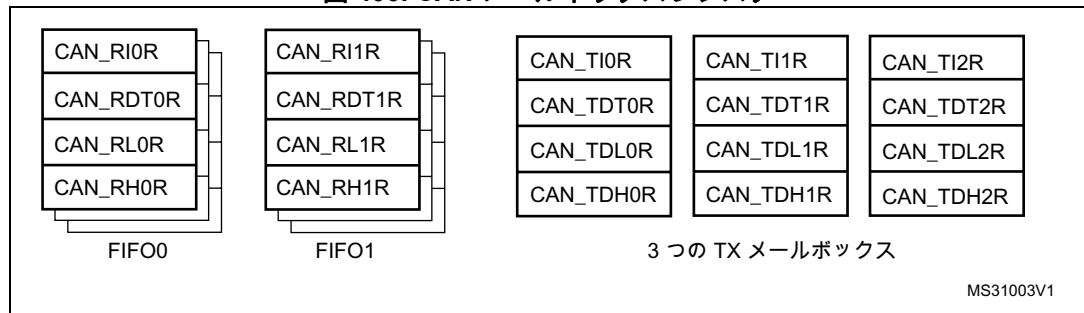 CAN_RI0R
CAN_RDT0R
CAN_RL0R
CAN_RH0R
FIFO0
CAN_RI1R
CAN_RDT1R
CAN_RL1R
CAN_RH1R
FIFO1
CAN_TI0R
CAN_TDT0R
CAN_TDL0R
CAN_TDH0R
CAN_TI1R
CAN_TDT1R
CAN_TDL1R
CAN_TDH1R
CAN_TI2R
CAN_TDT2R
CAN_TDL2R
CAN_TDH2R
3 つの TX メールボックス
MS31003V1